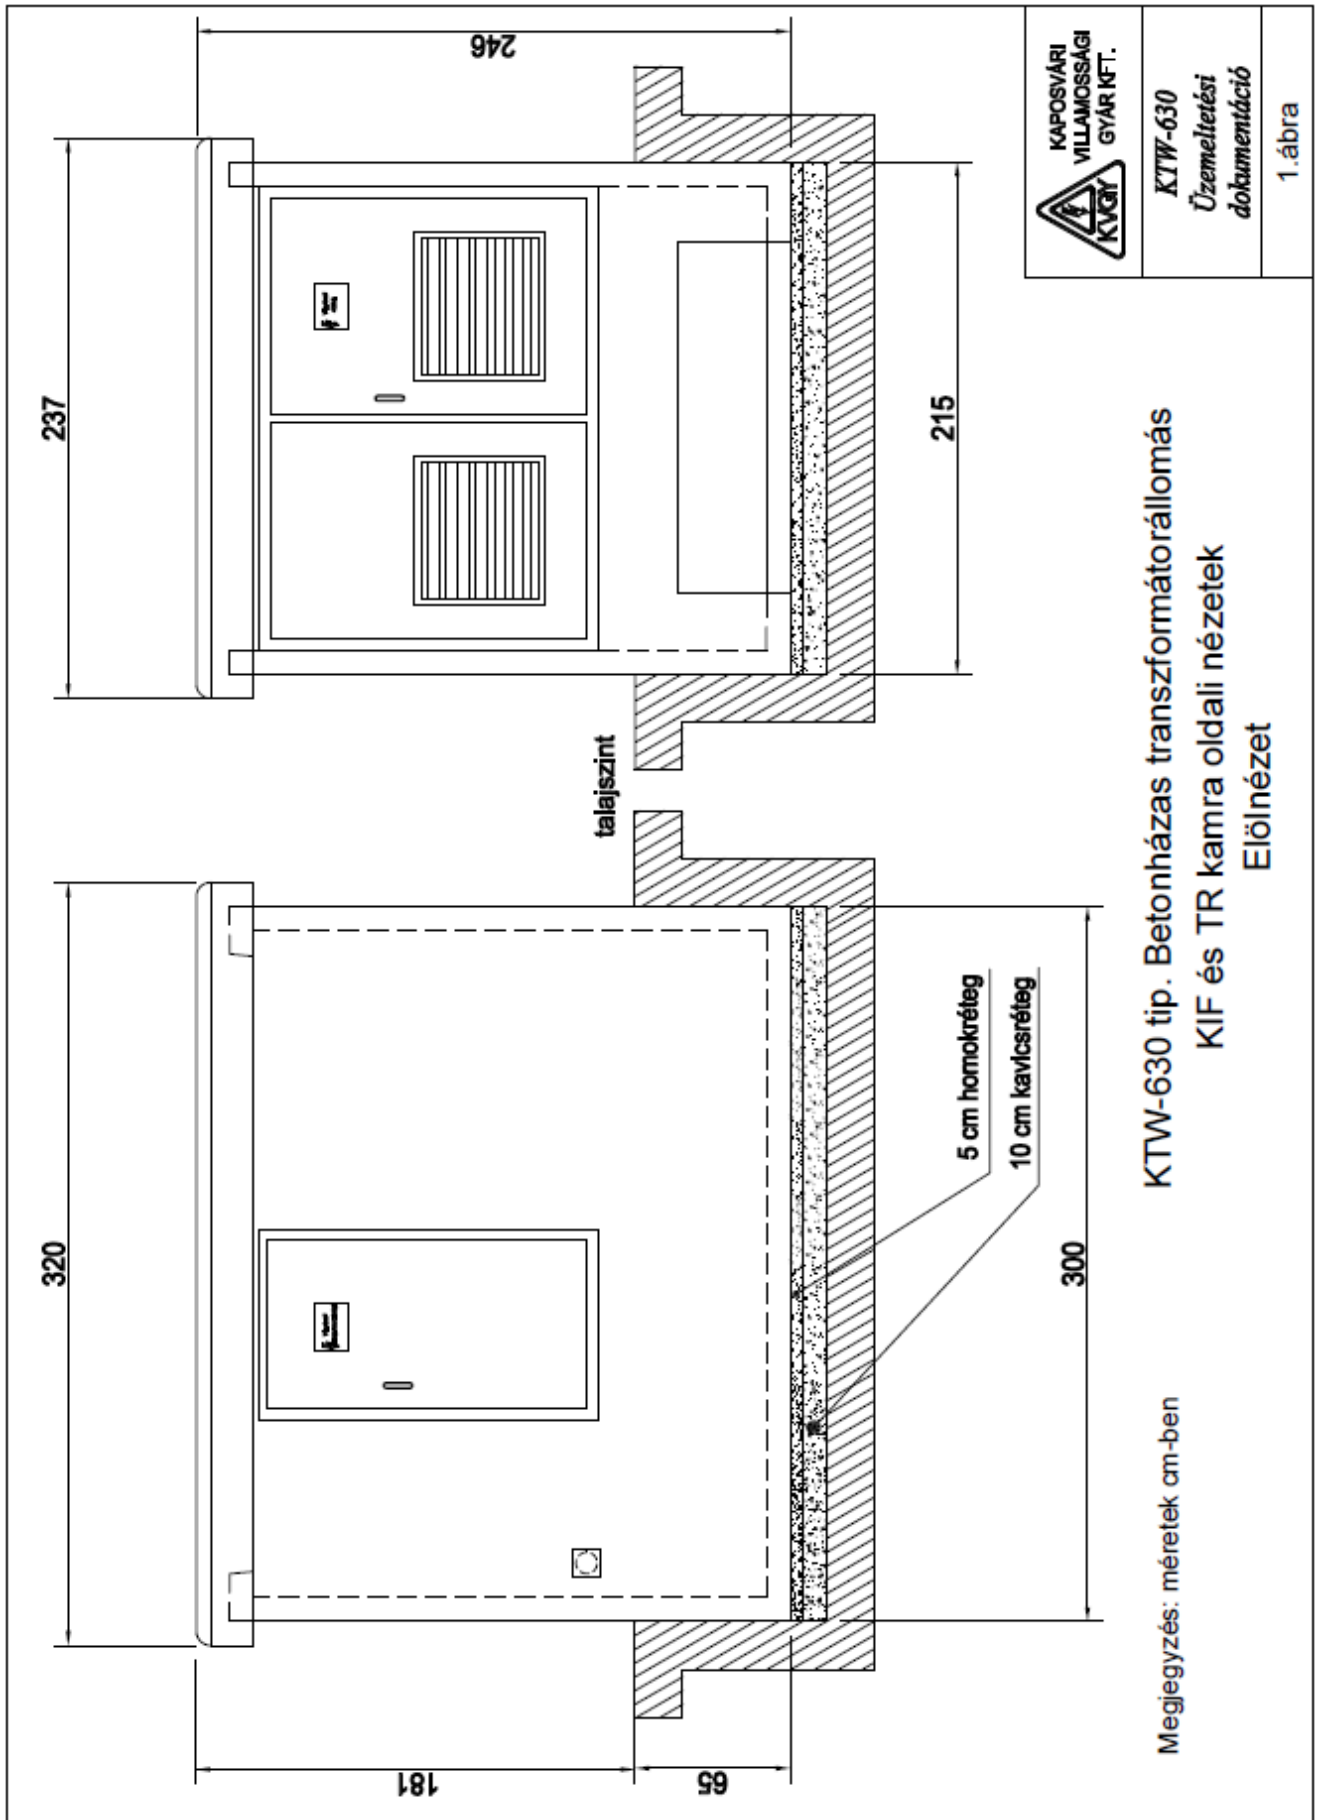 320
237
246
181
65
talajszint
5 cm homokréteg
10 cm kavicsréteg
300
215
Megjegyzés: méretek cm-ben
KTW-630 tip. Betonházas transzformátorállomás
KIF és TR kamra oldali nézetek
Elölnézet
KVGY
KAPOSVÁRI
VILLAMOSSÁGI
GYÁR KFT.
KTW-630
Üzemeltetési
dokumentáció
1.ábra